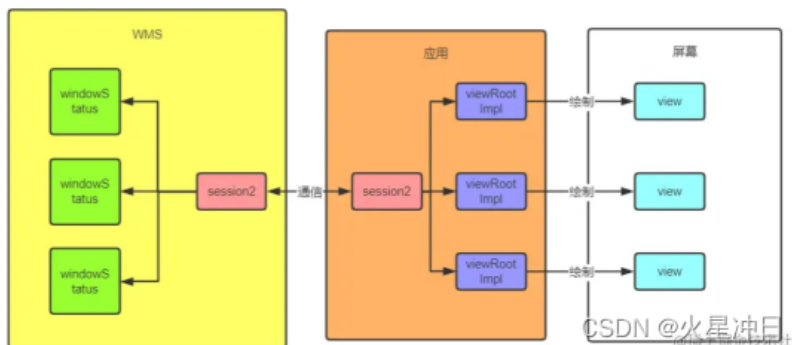 WMS
应用
屏幕
windowS
tatus
viewRoot
Impl
绘制
view
windowS
tatus
session2
通信
session2
viewRoot
Impl
绘制
view
windowS
tatus
viewRoot
Impl
绘制
view
CSDN @火星冲日